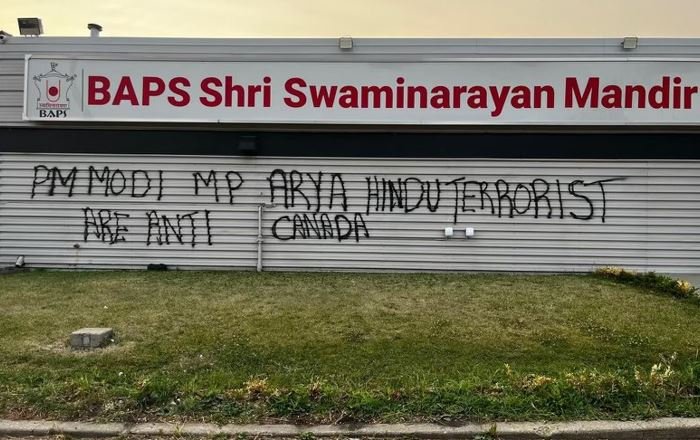 BAPS Shri Swaminarayan Mandir
BAPS
PM MODI MP ARYA HINDU TERRORIST
ARE ANTI CANADA